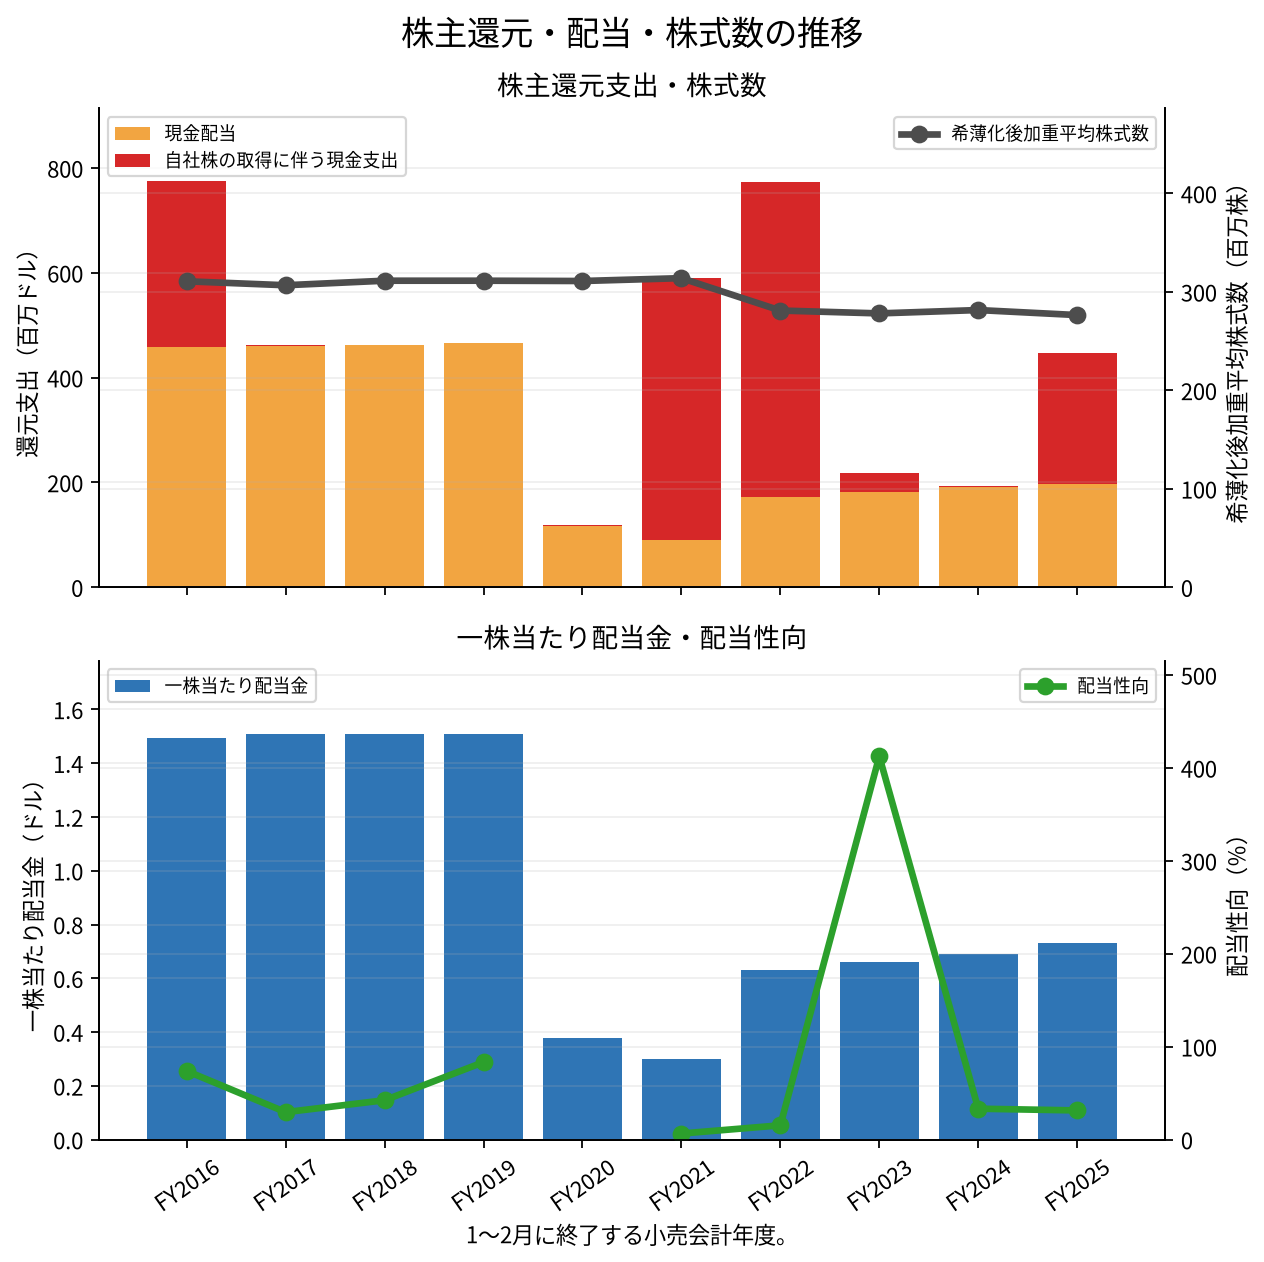 株主還元・配当・株式数の推移
株主還元支出・株式数
現金配当
自社株の取得に伴う現金支出
希薄化後加重平均株式数
還元支出（百万ドル）
800
600
400
200
0
400
300
200
100
0
希薄化後加重平均株式数（百万株）
一株当たり配当金・配当性向
一株当たり配当金
配当性向
一株当たり配当金（ドル）
1.6
1.4
1.2
1.0
0.8
0.6
0.4
0.2
0.0
500
400
300
200
100
0
配当性向（%）
FY2016
FY2017
FY2018
FY2019
FY2020
FY2021
FY2022
FY2023
FY2024
FY2025
1～2月に終了する小売会計年度。